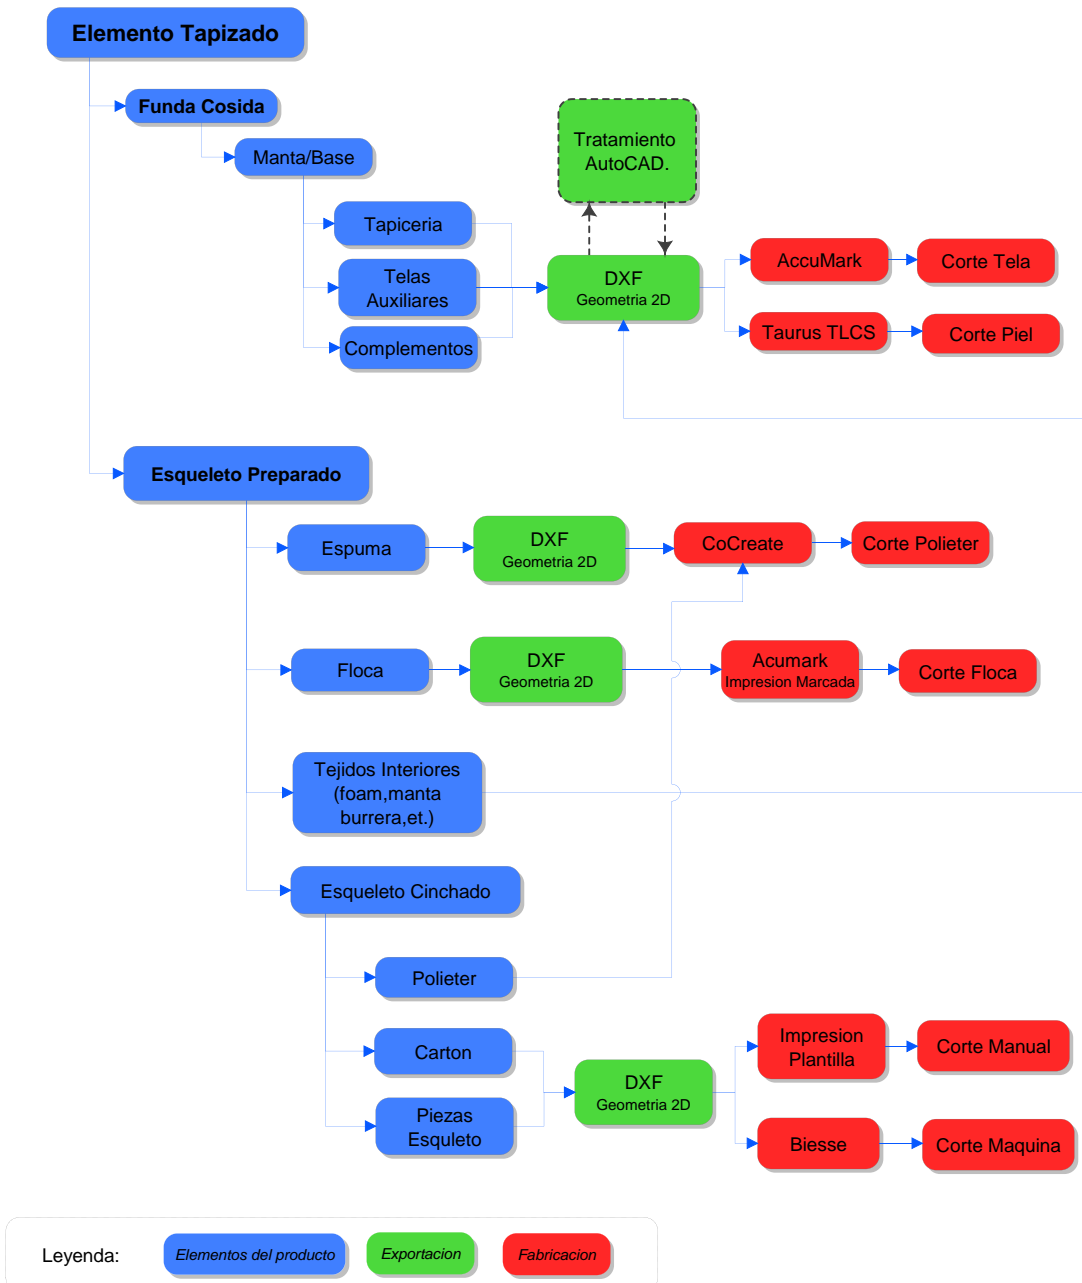 Elemento Tapizado
Funda Cosida
Manta/Base
Tratamiento
AutoCAD.
Tapiceria
Telas
Auxiliares
Complementos
DXF
Geometria 2D
AccuMark
Corte Tela
Taurus TLCS
Corte Piel
Esqueleto Preparado
Espuma
DXF
Geometria 2D
CoCreate
Corte Polieter
Floca
DXF
Geometria 2D
Acumark
Impresion Marcada
Corte Floca
Tejidos Interiores
(foam,manta
burrera,et.)
Esqueleto Cinchado
Polieter
Carton
Piezas
Esquleto
DXF
Geometria 2D
Impresion
Plantilla
Corte Manual
Biesse
Corte Maquina
Leyenda:
Elementos del producto
Exportacion
Fabricacion